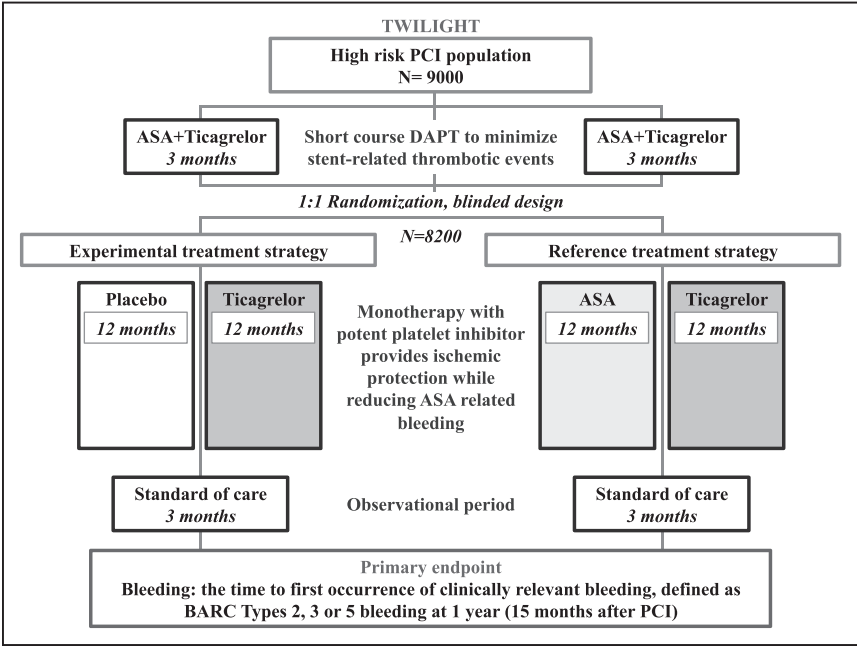 TWILIGHT
High risk PCI population
N= 9000
ASA+Ticagrelor
3 months
Short course DAPT to minimize
stent-related thrombotic events
ASA+Ticagrelor
3 months
1:1 Randomization, blinded design
N=8200
Experimental treatment strategy
Reference treatment strategy
Placebo
12 months
Ticagrelor
12 months
Monotherapy with
potent platelet inhibitor
provides ischemic
protection while
reducing ASA related
bleeding
ASA
12 months
Ticagrelor
12 months
Standard of care
3 months
Observational period
Standard of care
3 months
Primary endpoint
Bleeding: the time to first occurrence of clinically relevant bleeding, defined as
BARC Types 2, 3 or 5 bleeding at 1 year (15 months after PCI)